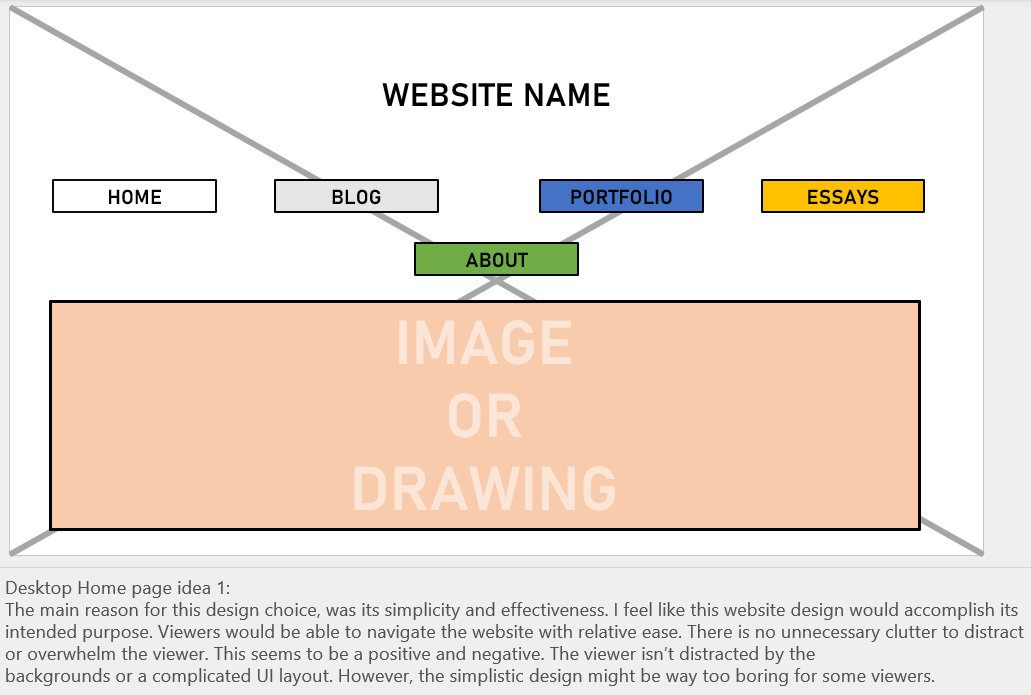 WEBSITE NAME
HOME
BLOG
PORTFOLIO
ESSAYS
ABOUT
IMAGE
OR
DRAWING
Desktop Home page idea 1:
The main reason for this design choice, was its simplicity and effectiveness. I feel like this website design would accomplish its
intended purpose. Viewers would be able to navigate the website with relative ease. There is no unnecessary clutter to distract
or overwhelm the viewer. This seems to be a positive and negative. The viewer isn't distracted by the
backgrounds or a complicated UI layout. However, the simplistic design might be way too boring for some viewers.